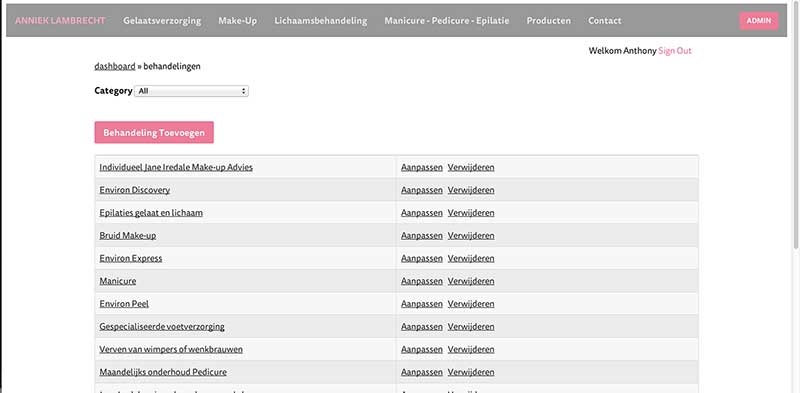 ANNIEK LAMBRECHT Gelaatsverzorging Make-Up Lichaamsbehandeling Manicure - Pedicure - Epilatie Producten Contact ADMIN
Welkom Anthony Sign Out
dashboard » behandelingen
Category All
Behandeling Toevoegen
Individueel Jane Iredale Make-up Advies Aanpassen Verwijderen
Environ Discovery Aanpassen Verwijderen
Epilaties gelaat en lichaam Aanpassen Verwijderen
Bruid Make-up Aanpassen Verwijderen
Environ Express Aanpassen Verwijderen
Manicure Aanpassen Verwijderen
Environ Peel Aanpassen Verwijderen
Gespecialiseerde voetverzorging Aanpassen Verwijderen
Verven van wimpers of wenkbrauwen Aanpassen Verwijderen
Maandelijks onderhoud Pedicure Aanpassen Verwijderen
Aanpassen Verwijderen